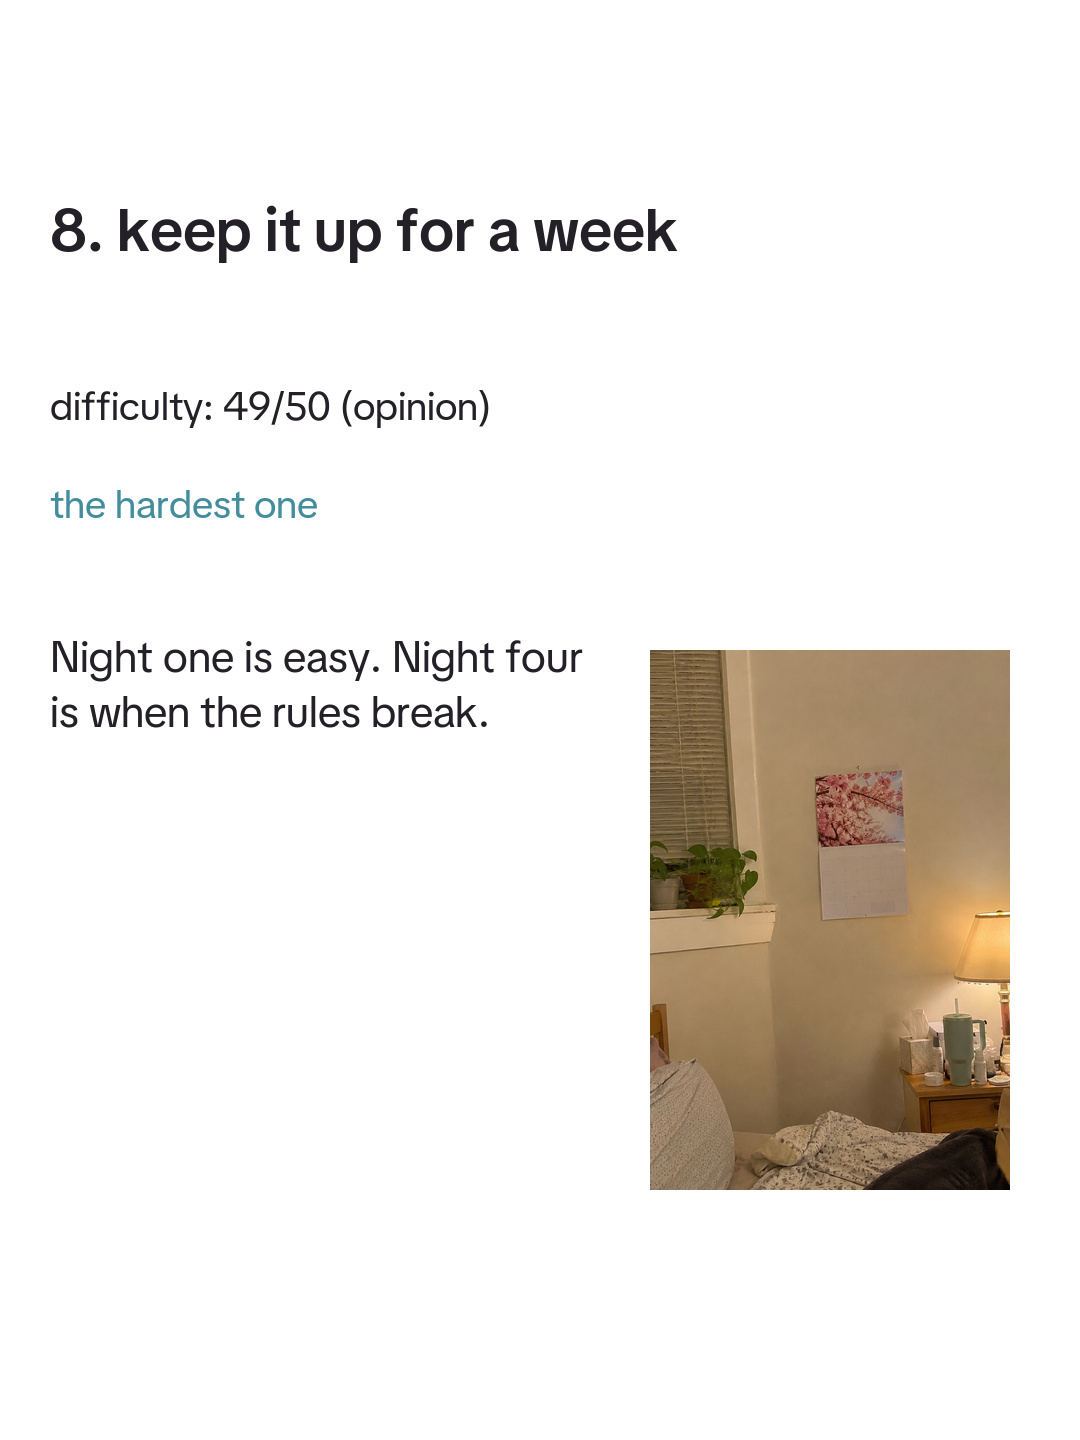 8. keep it up for a week
difficulty: 49/50 (opinion)
the hardest one
Night one is easy. Night four
is when the rules break.